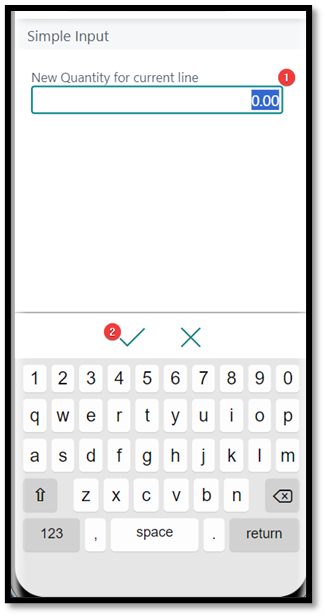 Simple Input
New Quantity for current line 1
0.00
2
1 2 3 4 5 6 7 8 9 0
q w e r t y u i o p
a s d f g h j k l m
z x c v b n
123 , space . return